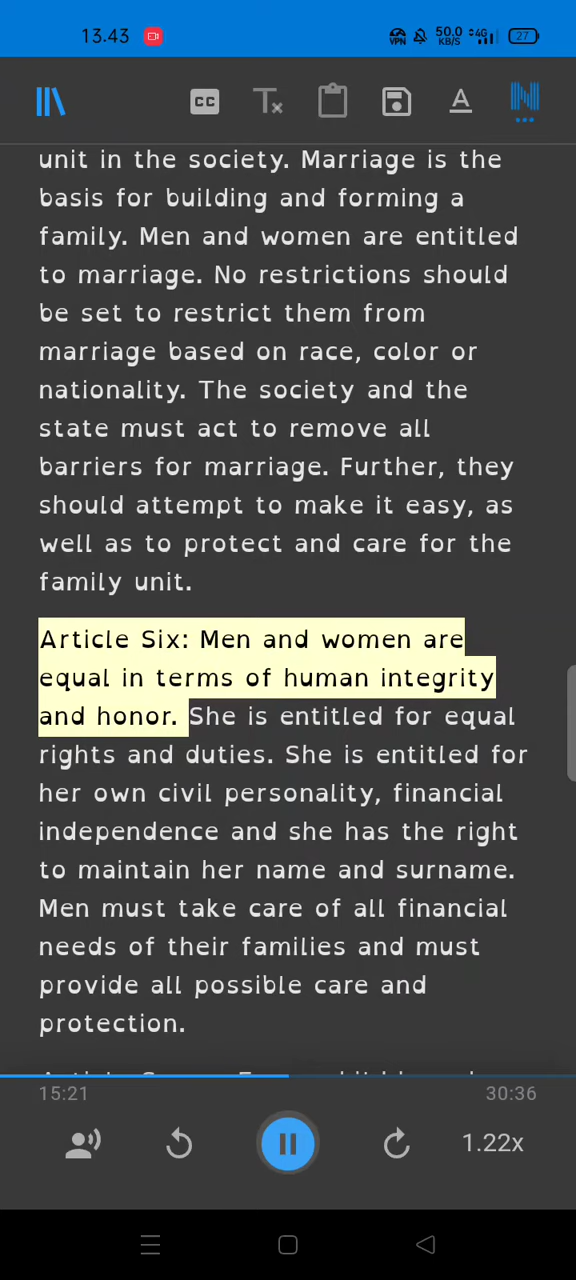 13.43
VPN
50.0
KB/S
4G
27
CC
unit in the society. Marriage is the
basis for building and forming a
family. Men and women are entitled
to marriage. No restrictions should
be set to restrict them from
marriage based on race, color or
nationality. The society and the
state must act to remove all
barriers for marriage. Further, they
should attempt to make it easy, as
well as to protect and care for the
family unit.
Article Six: Men and women are
equal in terms of human integrity
and honor. She is entitled for equal
rights and duties. She is entitled for
her own civil personality, financial
independence and she has the right
to maintain her name and surname.
Men must take care of all financial
needs of their families and must
provide all possible care and
protection.
15:21
30:36
1.22x